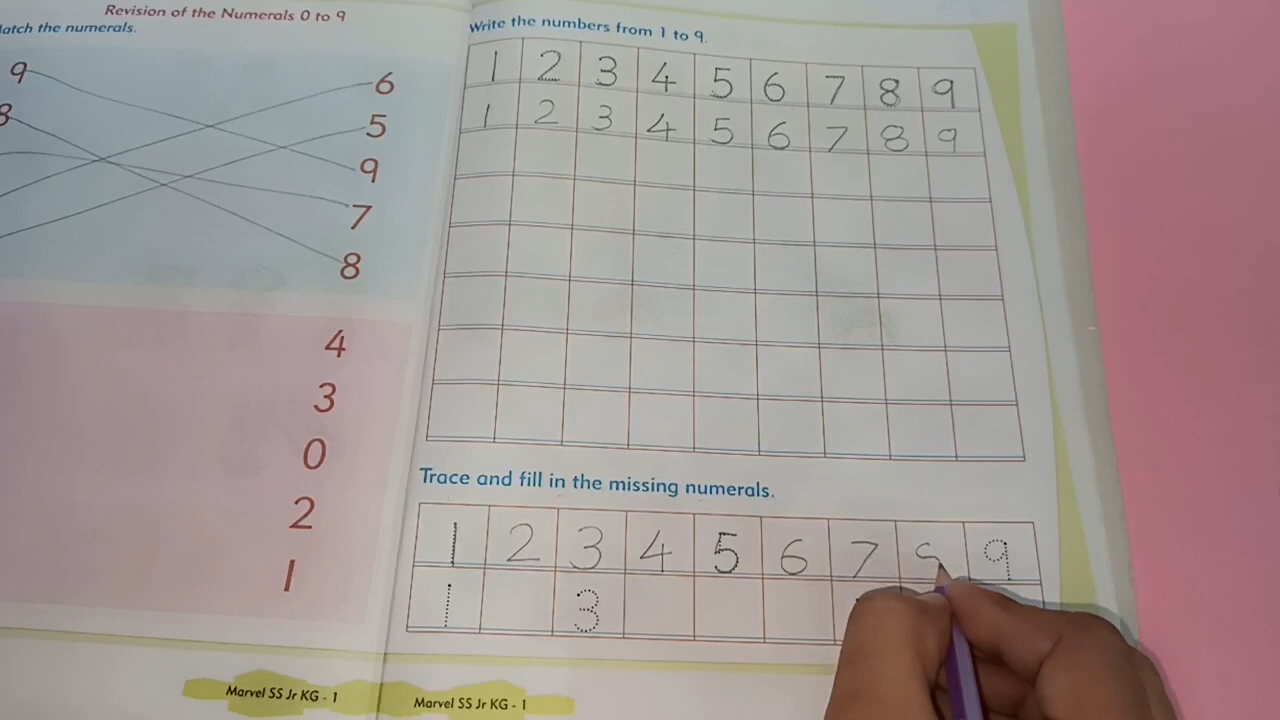 Revision of the Numerals 0 to 9
Match the numerals.
9 6
8 5
9
7
8
4
3
0
2
1
Marvel SS Jr KG - 1
Write the numbers from 1 to 9.
1 2 3 4 5 6 7 8 9
1 2 3 4 5 6 7 8 9
Trace and fill in the missing numerals.
1 2 3 4 5 6 7 9
1 3
Marvel SS Jr KG - 1